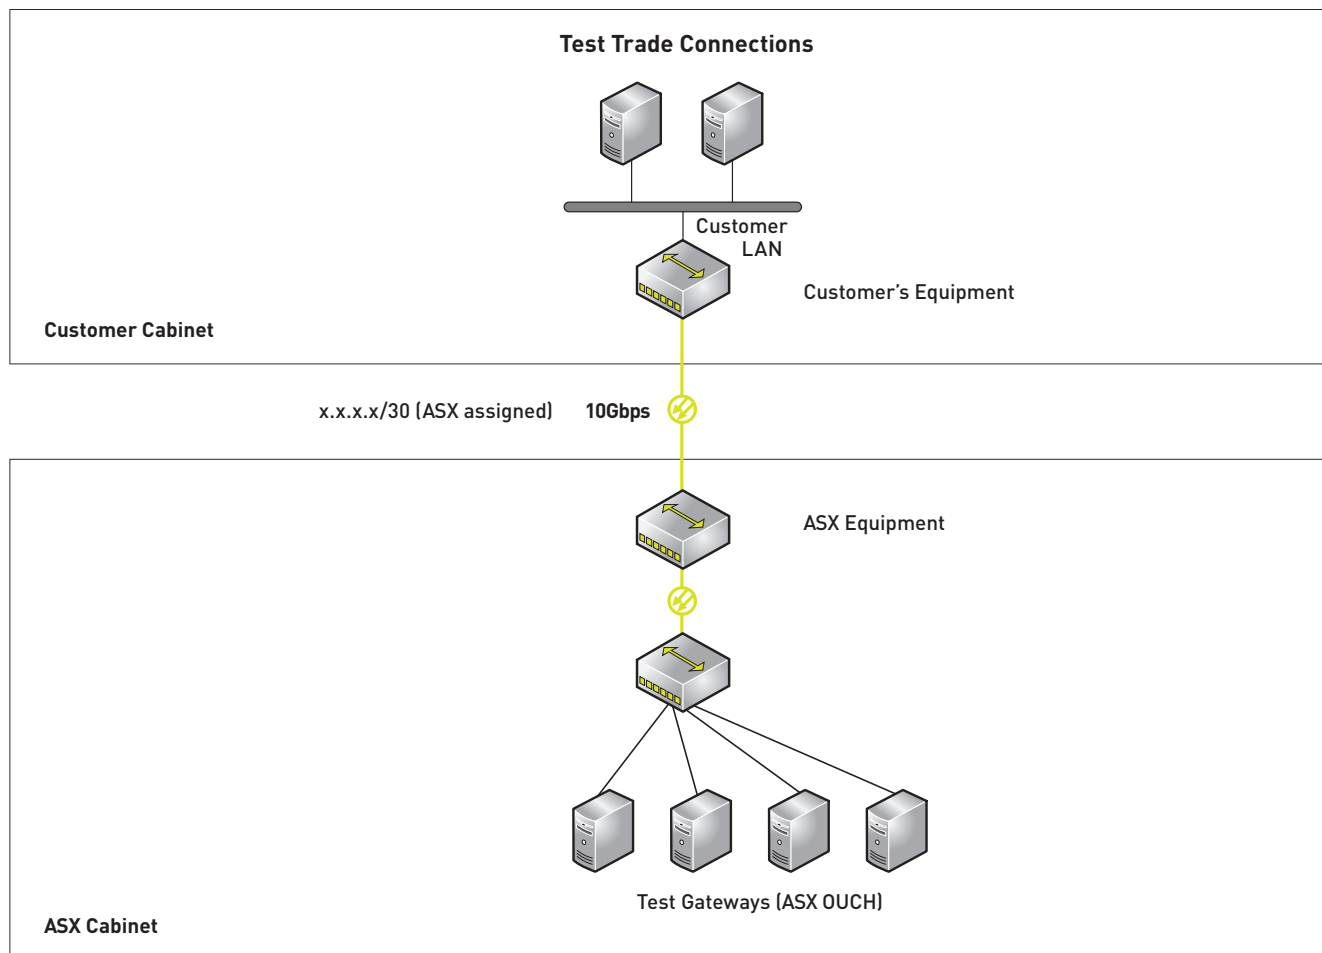 Test Trade Connections
Customer
LAN
Customer’s Equipment
Customer Cabinet
x.x.x.x/30 (ASX assigned) 10Gbps
ASX Equipment
Test Gateways (ASX OUCH)
ASX Cabinet